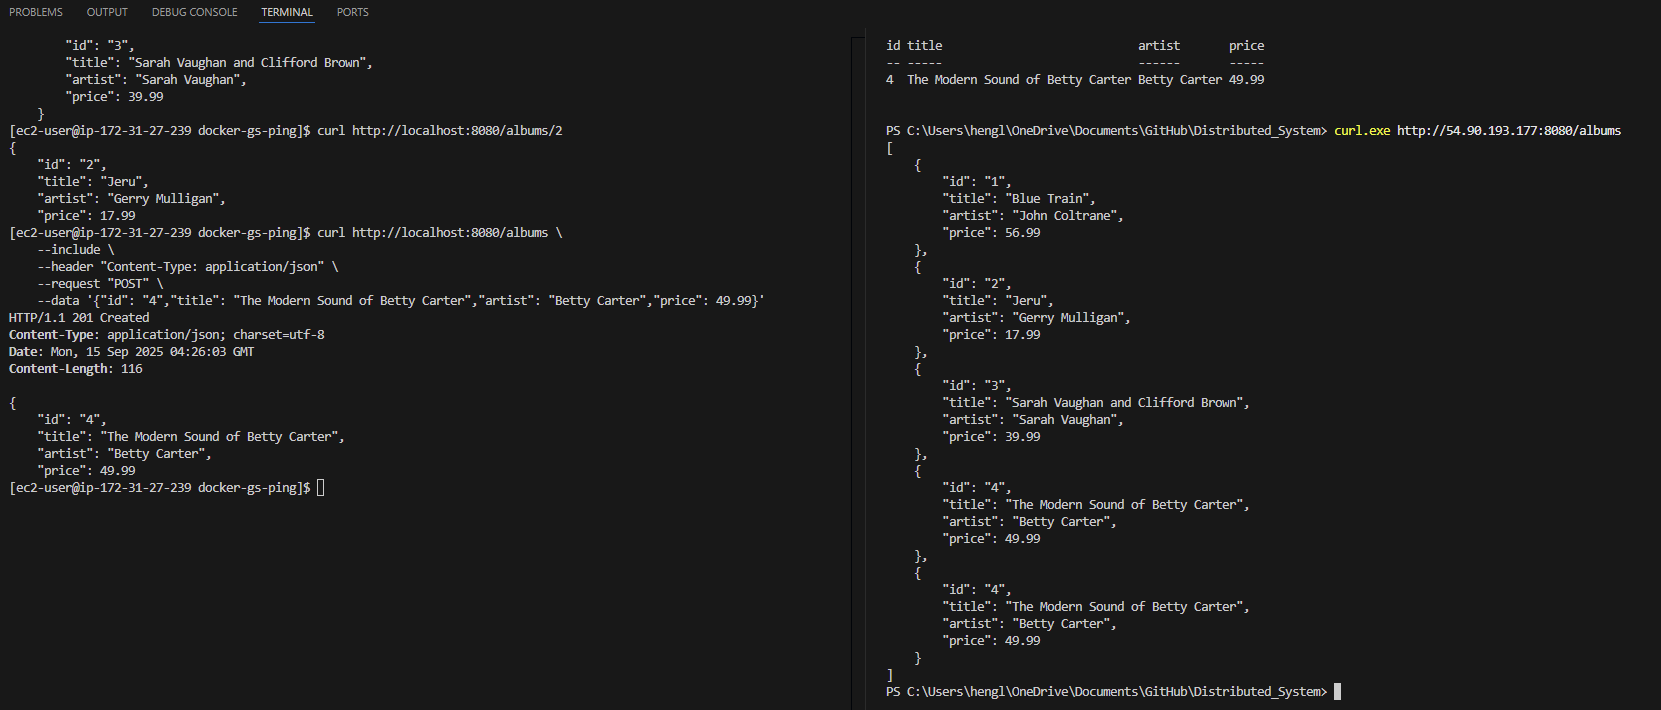 PROBLEMS OUTPUT DEBUG CONSOLE TERMINAL PORTS
"id": "3",
"title": "Sarah Vaughan and Clifford Brown",
"artist": "Sarah Vaughan",
"price": 39.99
}
[ec2-user@ip-172-31-27-239 docker-gs-ping]$ curl http://localhost:8080/albums/2
{
"id": "2",
"title": "Jeru",
"artist": "Gerry Mulligan",
"price": 17.99
[ec2-user@ip-172-31-27-239 docker-gs-ping]$ curl http://localhost:8080/albums \
--include \
--header "Content-Type: application/json" \
--request "POST" \
--data '{"id": "4","title": "The Modern Sound of Betty Carter","artist": "Betty Carter","price": 49.99}'
HTTP/1.1 201 Created
Content-Type: application/json; charset=utf-8
Date: Mon, 15 Sep 2025 04:26:03 GMT
Content-Length: 116
{
"id": "4",
"title": "The Modern Sound of Betty Carter",
"artist": "Betty Carter",
"price": 49.99
[ec2-user@ip-172-31-27-239 docker-gs-ping]$
id title artist price
-- ----- ------ -----
4 The Modern Sound of Betty Carter Betty Carter 49.99
PS C:\Users\hengl\OneDrive\Documents\GitHub\Distributed_System> curl.exe http://54.90.193.177:8080/albums
[
{
"id": "1",
"title": "Blue Train",
"artist": "John Coltrane",
"price": 56.99
},
{
"id": "2",
"title": "Jeru",
"artist": "Gerry Mulligan",
"price": 17.99
},
{
"id": "3",
"title": "Sarah Vaughan and Clifford Brown",
"artist": "Sarah Vaughan",
"price": 39.99
},
{
"id": "4",
"title": "The Modern Sound of Betty Carter",
"artist": "Betty Carter",
"price": 49.99
},
{
"id": "4",
"title": "The Modern Sound of Betty Carter",
"artist": "Betty Carter",
"price": 49.99
}
]
PS C:\Users\hengl\OneDrive\Documents\GitHub\Distributed_System>